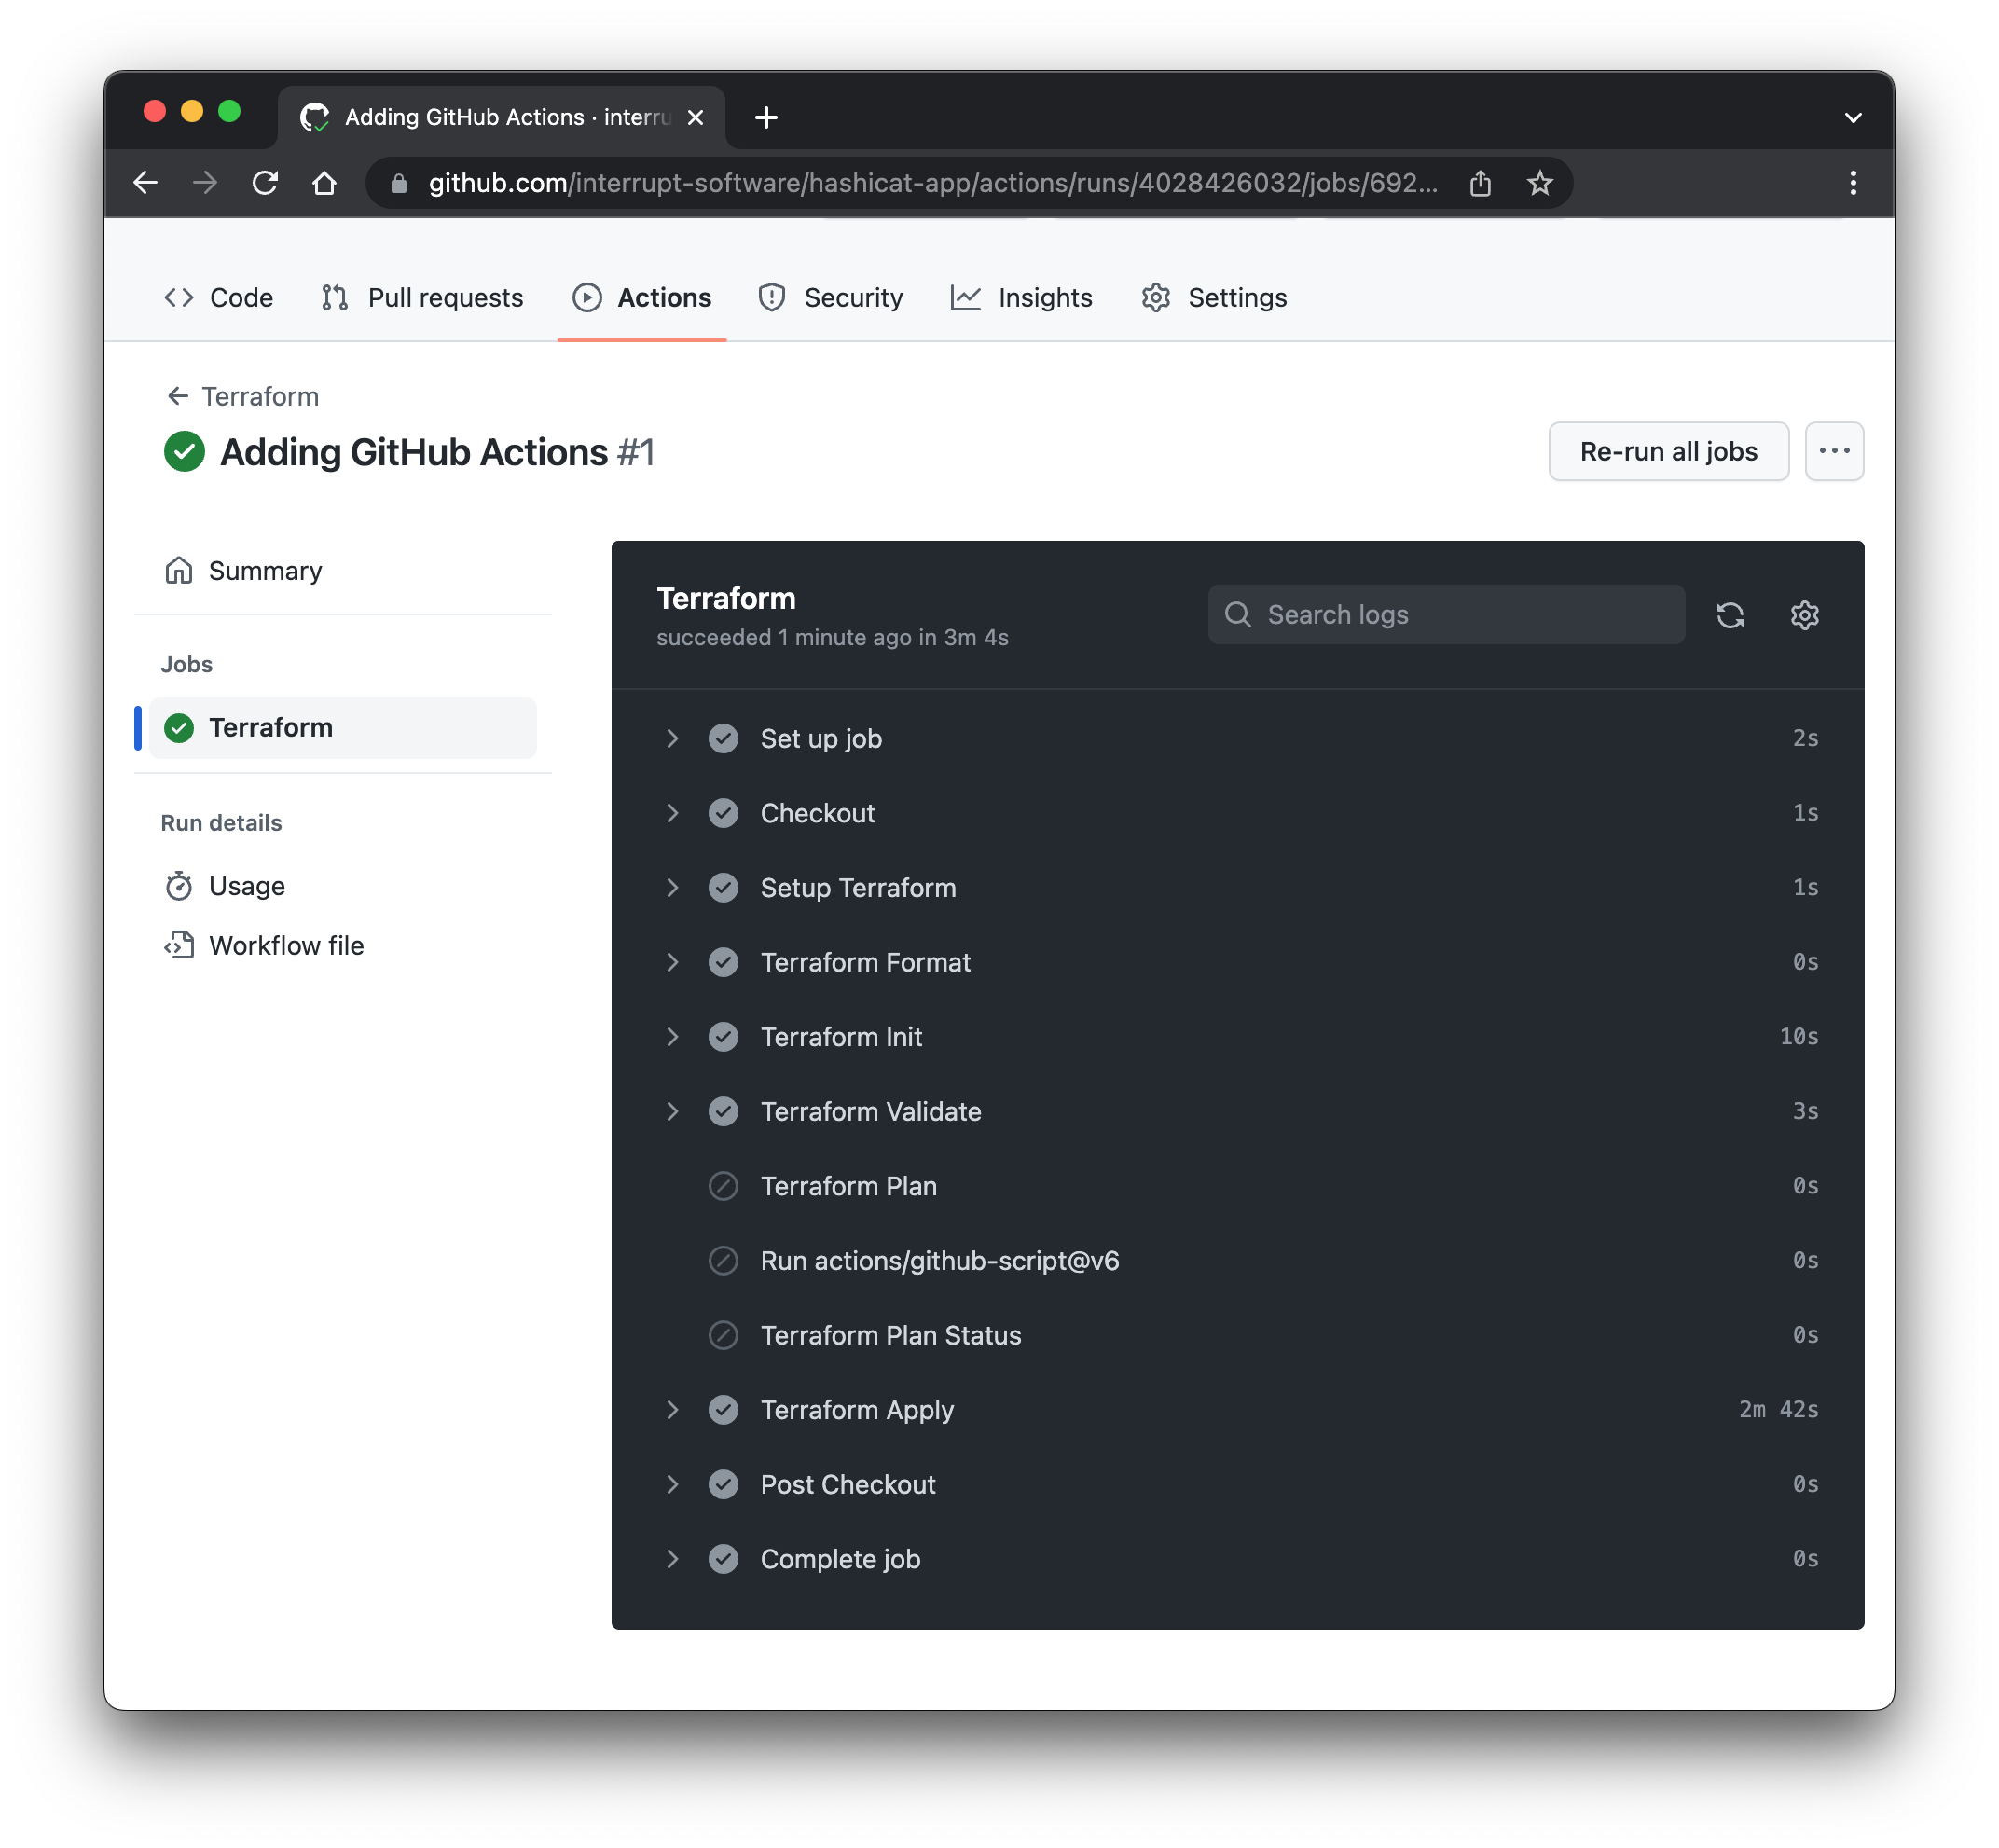 Adding GitHub Actions · interru
github.com/interrupt-software/hashicat-app/actions/runs/4028426032/jobs/692...
Code Pull requests Actions Security Insights Settings
Terraform
Adding GitHub Actions #1
Re-run all jobs
Summary
Jobs
Terraform
Run details
Usage
Workflow file
Terraform
succeeded 1 minute ago in 3m 4s
Search logs
Set up job 2s
Checkout 1s
Setup Terraform 1s
Terraform Format 0s
Terraform Init 10s
Terraform Validate 3s
Terraform Plan 0s
Run actions/github-script@v6 0s
Terraform Plan Status 0s
Terraform Apply 2m 42s
Post Checkout 0s
Complete job 0s